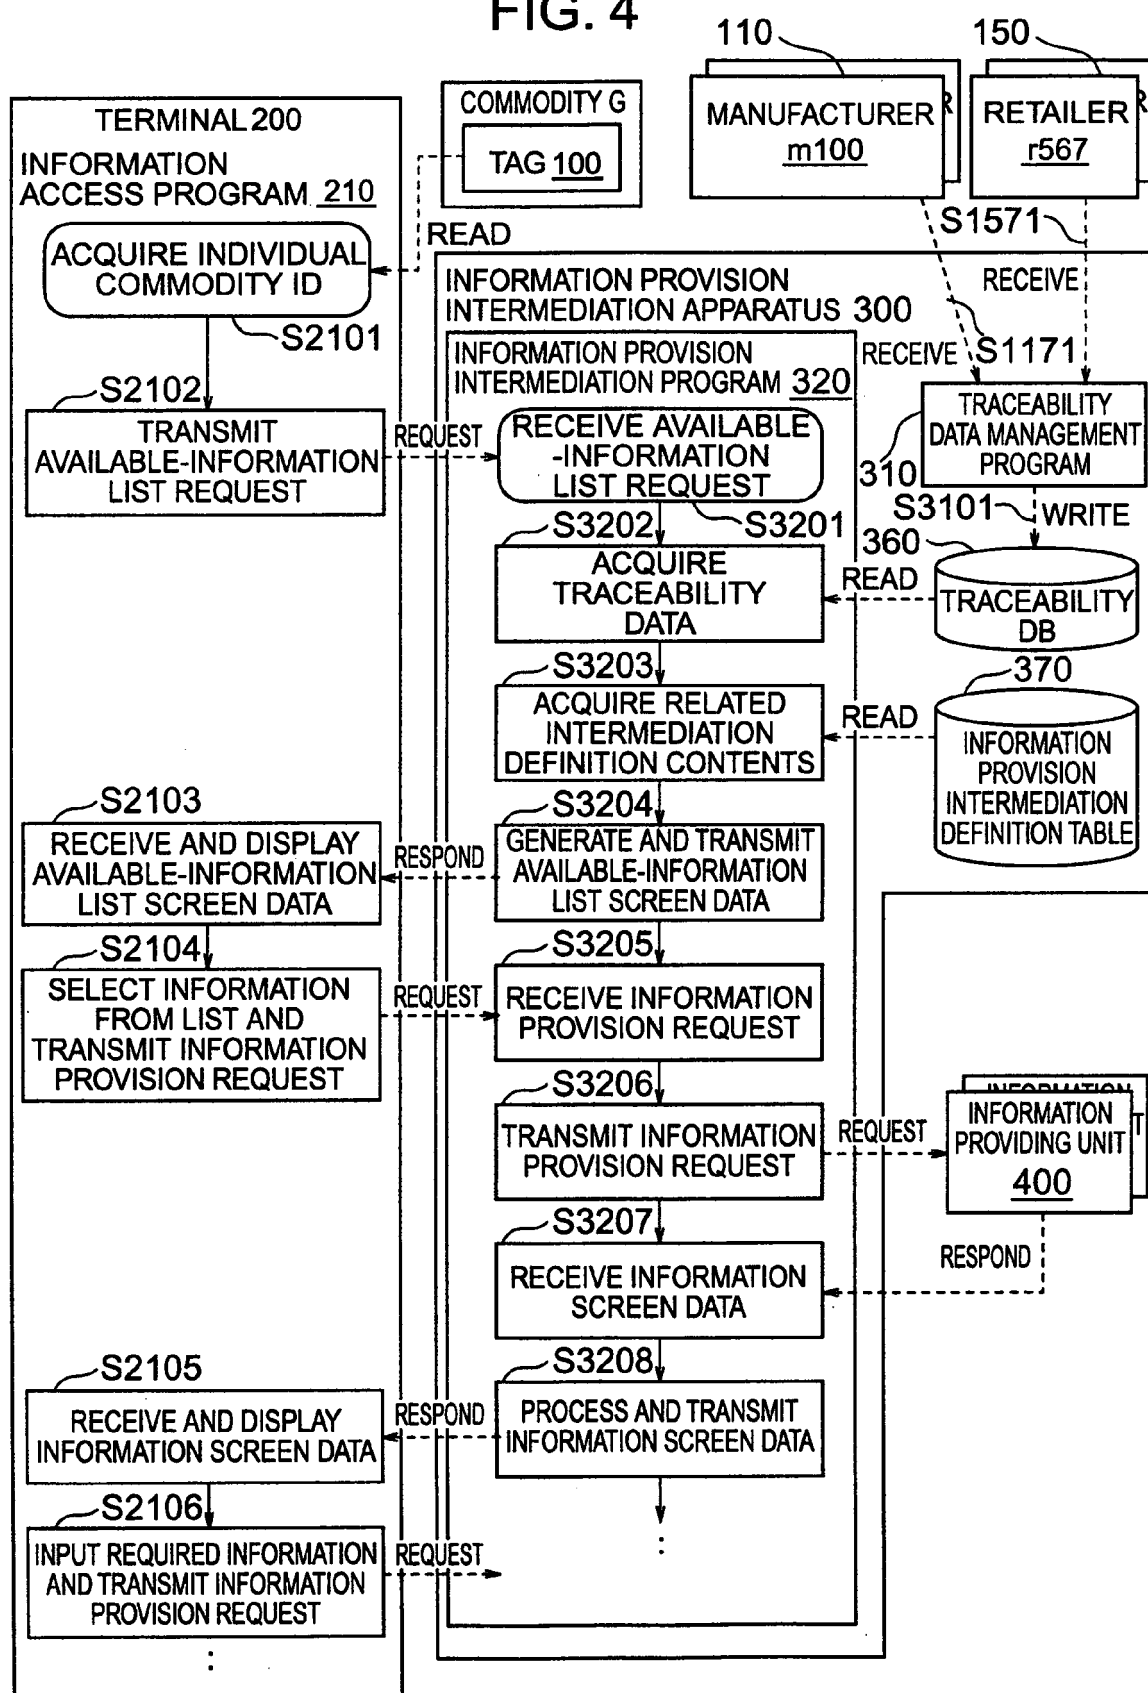 FIG. 4
110
150
MANUFACTURER
m100
R
RETAILER
r567
R
COMMODITY G
TAG 100
TERMINAL 200
INFORMATION
ACCESS PROGRAM 210
READ
ACQUIRE INDIVIDUAL
COMMODITY ID
S2101
S1571
RECEIVE
RECEIVE
S1171
INFORMATION PROVISION
INTERMEDIATION APPARATUS 300
INFORMATION PROVISION
INTERMEDIATION PROGRAM 320
S2102
TRANSMIT
AVAILABLE-INFORMATION
LIST REQUEST
REQUEST
RECEIVE AVAILABLE
-INFORMATION
LIST REQUEST
S3201
TRACEABILITY
DATA MANAGEMENT
PROGRAM
310
S3101
WRITE
S3202
ACQUIRE
TRACEABILITY
DATA
READ
360
TRACEABILITY
DB
S3203
ACQUIRE RELATED
INTERMEDIATION
DEFINITION CONTENTS
READ
370
INFORMATION
PROVISION
INTERMEDIATION
DEFINITION TABLE
S2103
RECEIVE AND DISPLAY
AVAILABLE-INFORMATION
LIST SCREEN DATA
RESPOND
S3204
GENERATE AND TRANSMIT
AVAILABLE-INFORMATION
LIST SCREEN DATA
S2104
SELECT INFORMATION
FROM LIST AND
TRANSMIT INFORMATION
PROVISION REQUEST
REQUEST
S3205
RECEIVE INFORMATION
PROVISION REQUEST
S3206
TRANSMIT INFORMATION
PROVISION REQUEST
REQUEST
INFORMATION
T
INFORMATION
PROVIDING UNIT
400
RESPOND
S3207
RECEIVE INFORMATION
SCREEN DATA
S2105
RECEIVE AND DISPLAY
INFORMATION SCREEN DATA
RESPOND
S3208
PROCESS AND TRANSMIT
INFORMATION SCREEN DATA
S2106
INPUT REQUIRED INFORMATION
AND TRANSMIT INFORMATION
PROVISION REQUEST
REQUEST